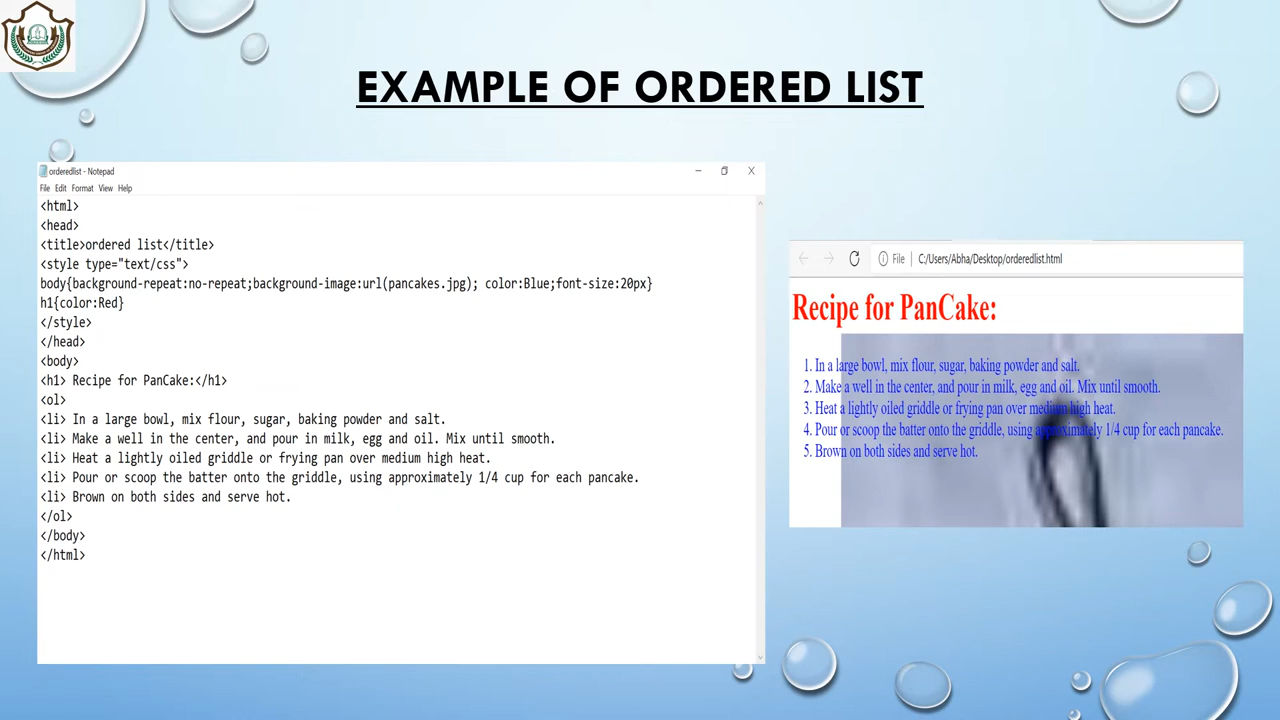 EXAMPLE OF ORDERED LIST
orderedlist - Notepad
File Edit Format View Help
<html>
<head>
<title>ordered list</title>
<style type="text/css">
body{background-repeat:no-repeat;background-image:url(pancakes.jpg); color:Blue;font-size:20px}
h1{color:Red}
</style>
</head>
<body>
<h1> Recipe for PanCake:</h1>
<ol>
<li> In a large bowl, mix flour, sugar, baking powder and salt.
<li> Make a well in the center, and pour in milk, egg and oil. Mix until smooth.
<li> Heat a lightly oiled griddle or frying pan over medium high heat.
<li> Pour or scoop the batter onto the griddle, using approximately 1/4 cup for each pancake.
<li> Brown on both sides and serve hot.
</ol>
</body>
</html>
File C:/Users/Abha/Desktop/orderedlist.html
Recipe for PanCake:
1. In a large bowl, mix flour, sugar, baking powder and salt.
2. Make a well in the center, and pour in milk, egg and oil. Mix until smooth.
3. Heat a lightly oiled griddle or frying pan over medium high heat.
4. Pour or scoop the batter onto the griddle, using approximately 1/4 cup for each pancake.
5. Brown on both sides and serve hot.